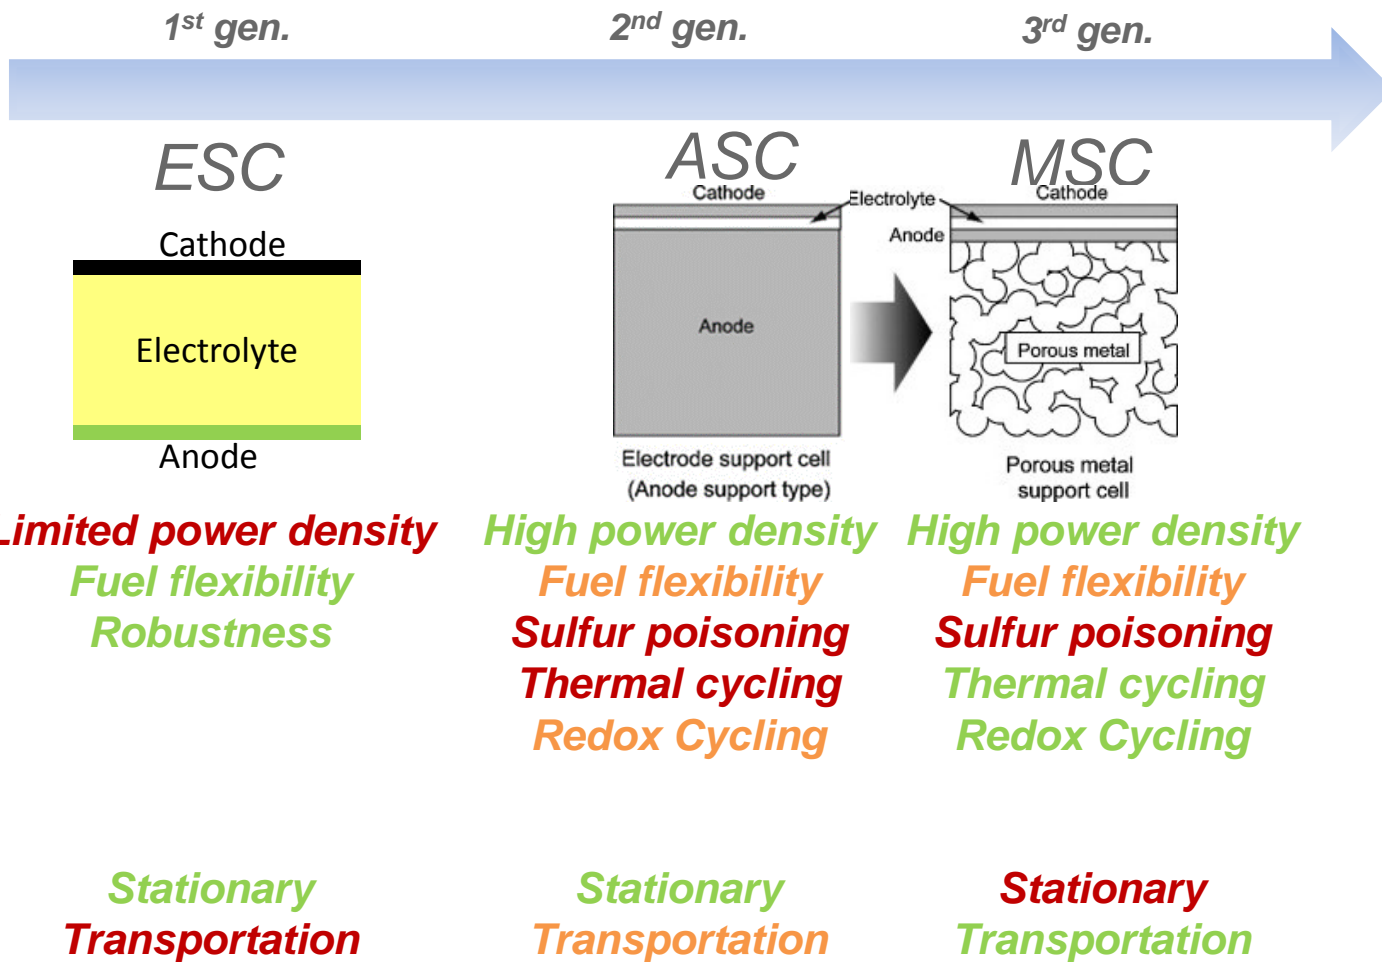 1st gen.
2nd gen.
3rd gen.
ESC
Cathode
Electrolyte
Anode
ASC
Cathode
Electrolyte
Anode
Electrode support cell
(Anode support type)
MSC
Cathode
Anode
Porous metal
Porous metal
support cell
Limited power density
Fuel flexibility
Robustness
High power density
Fuel flexibility
Sulfur poisoning
Thermal cycling
Redox Cycling
High power density
Fuel flexibility
Sulfur poisoning
Thermal cycling
Redox Cycling
Stationary
Transportation
Stationary
Transportation
Stationary
Transportation